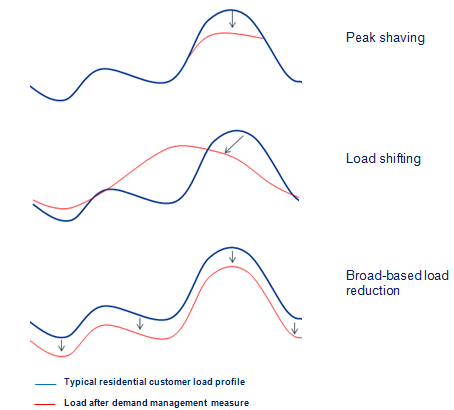 Peak shaving
Load shifting
Broad-based load
reduction
Typical residential customer load profile
Load after demand management measure